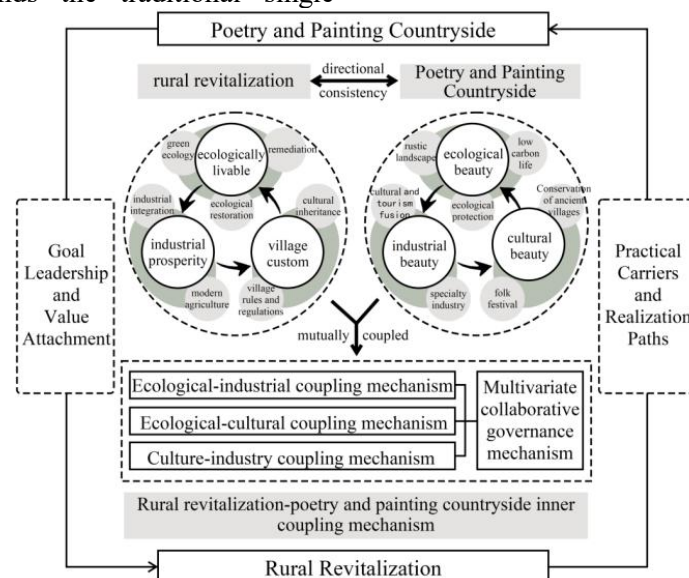 nds the traditional single
Poetry and Painting Countryside
rural revitalization
directional
consistency
Poetry and Painting
Countryside
green
ecology
ecologically
livable
remediation
industrial
integration
ecological
restoration
cultural
inheritance
industrial
prosperity
village
custom
modern
agriculture
village
rules and
regulations
rustic
landscape
ecological
beauty
low
carbon
life
cultural and
tourism
fusion
ecological
protection
Conservation
of ancient
villages
industrial
beauty
cultural
beauty
specialty
industry
folk
festival
Goal
Leadership
and
Value
Attachment
Practical
Carriers
and
Realization
Paths
mutually
coupled
Ecological-industrial coupling mechanism
Ecological-cultural coupling mechanism
Culture-industry coupling mechanism
Multivariate
collaborative
governance
mechanism
Rural revitalization-poetry and painting countryside inner
coupling mechanism
Rural Revitalization